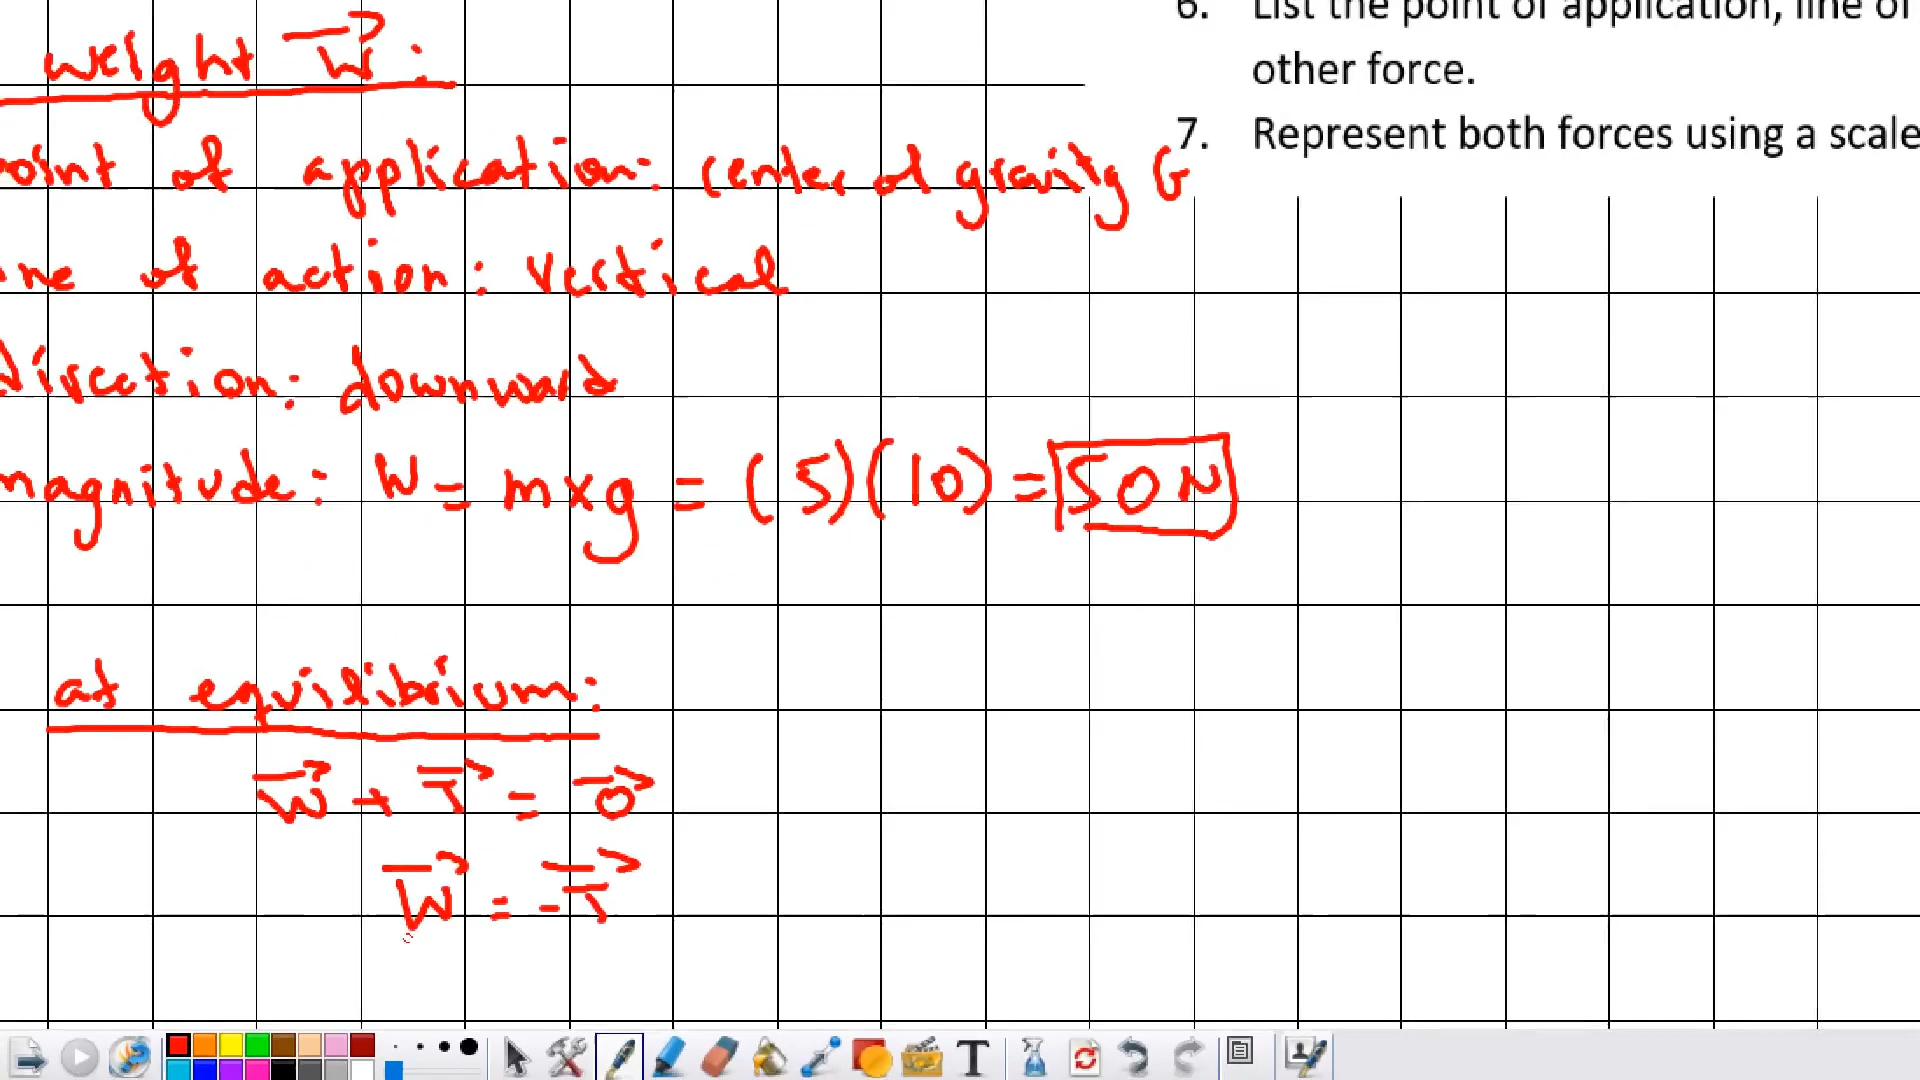 weight W :
6. List the point of application, line of
other force.
7. Represent both forces using a scale
point of application: center of gravity G
line of action: vertical
direction: downward
magnitude: W = m x g = (5)(10) = 50 N
at equilibrium:
W + T = 0
W = -T
T